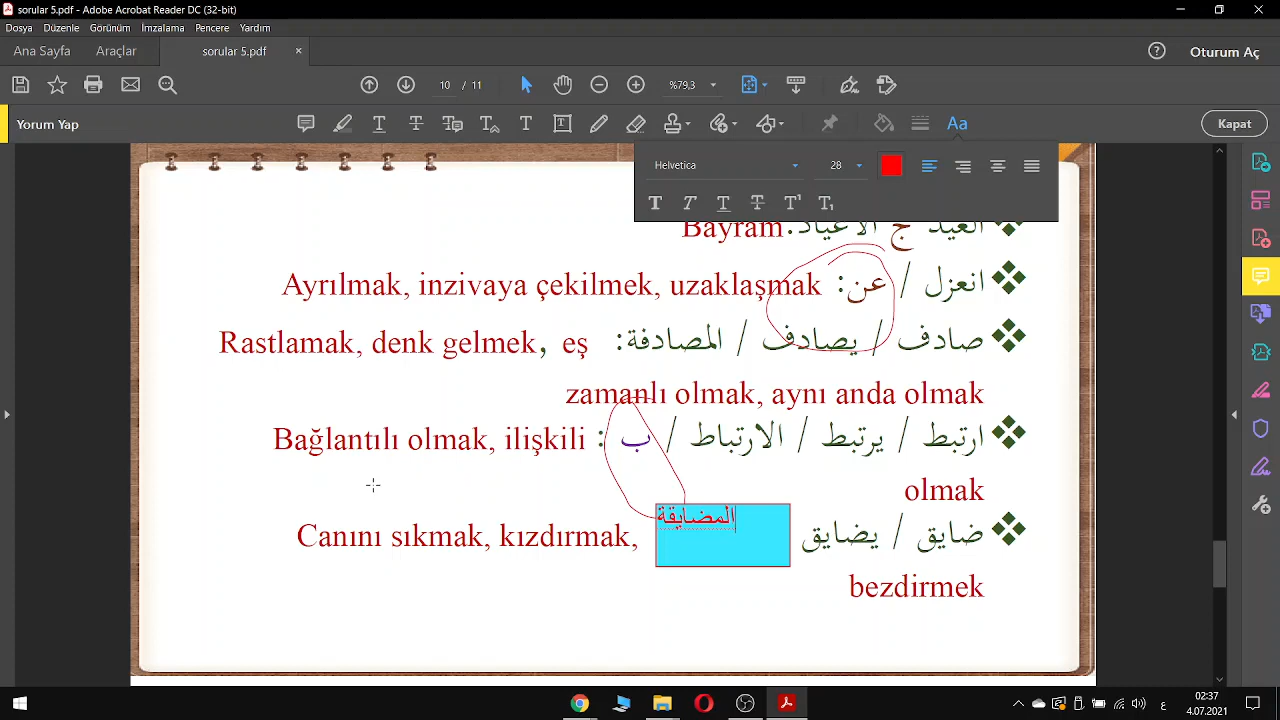 sorular 5.pdf - Adobe Acrobat Reader DC (32-bit)
Dosya Düzenle Görünüm İmzalama Pencere Yardım
Ana Sayfa Araçlar sorular 5.pdf × Oturum Aç
10 / 11 %79,3
Yorum Yap Aa Kapat
Helvetica 28
العيد ج الأعياد: Bayram
انعزل / عن: Ayrılmak, inzivaya çekilmek, uzaklaşmak
صادف / يصادف / المصادفة: Rastlamak, denk gelmek, eş
zamanlı olmak, aynı anda olmak
ارتبط / يرتبط / الارتباط / ب : Bağlantılı olmak, ilişkili
olmak
ضايق / يضايق المضايقة Canını sıkmak, kızdırmak,
bezdirmek
02:37
4.07.2021